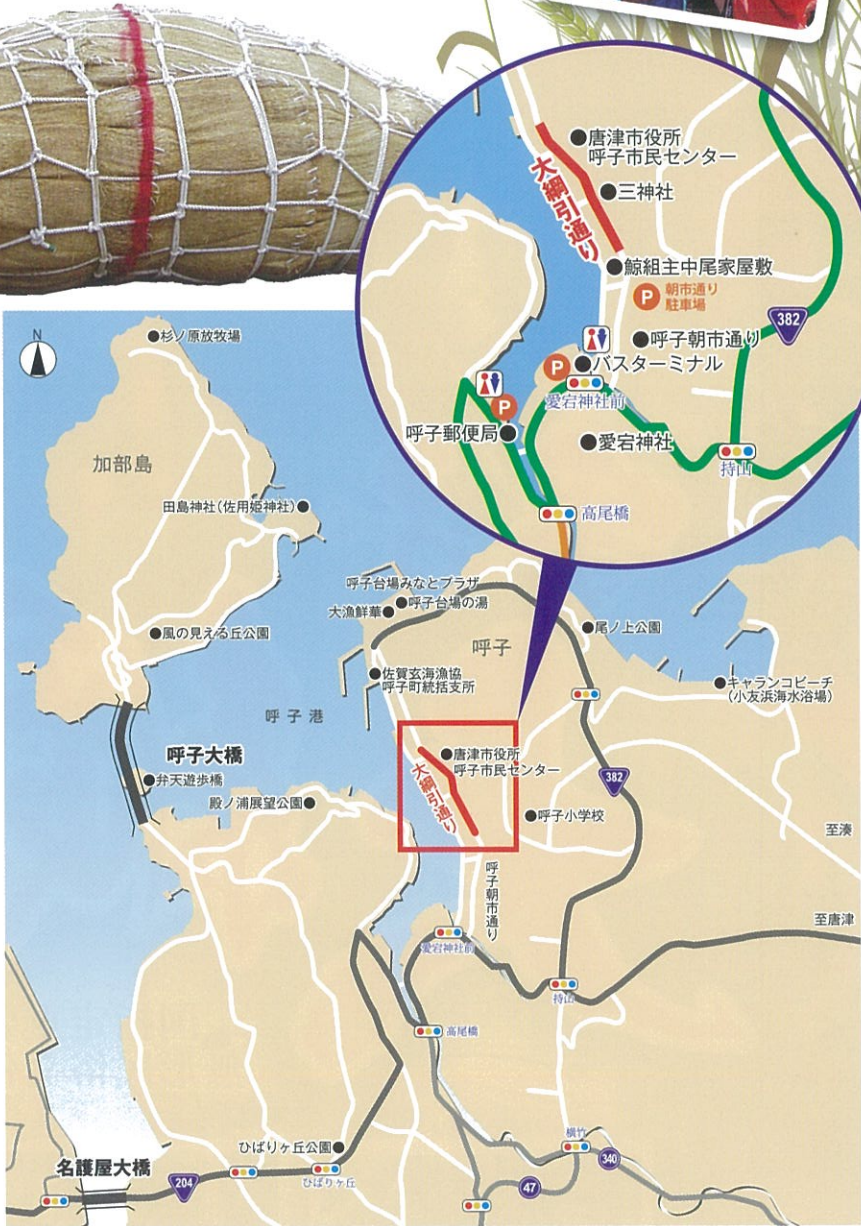 唐津市役所
呼子市民センター
三神社
大綱引通り
鯨組主中尾家屋敷
P
朝市通り
駐車場
382
呼子朝市通り
P
バスターミナル
愛宕神社前
P
呼子郵便局
愛宕神社
持山
高尾橋
N
杉ノ原放牧場
加部島
田島神社(佐用姫神社)
呼子台場みなとプラザ
呼子台場の湯
大漁鮮華
尾ノ上公園
風の見える丘公園
呼子
佐賀玄海漁協
呼子町統括支所
キャランコビーチ
(小友浜海水浴場)
呼子港
呼子大橋
唐津市役所
呼子市民センター
大綱引通り
弁天遊歩橋
382
殿ノ浦展望公園
呼子小学校
至湊
呼子朝市通り
至唐津
愛宕神社前
持山
高尾橋
ひばりヶ丘公園
横竹
名護屋大橋
204
ひばりヶ丘
340
47